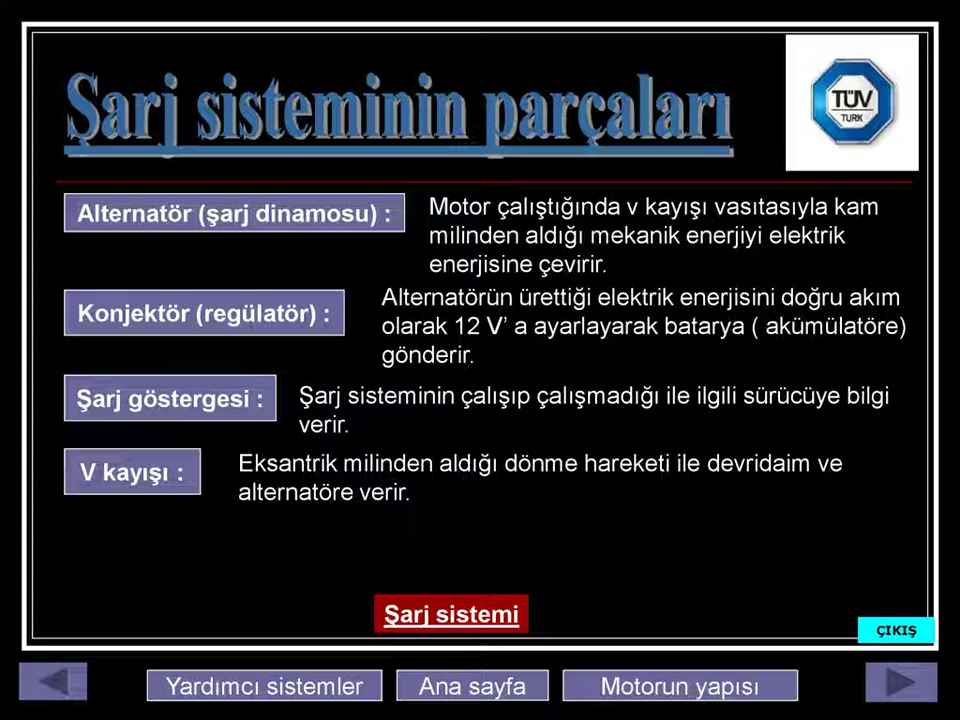 Şarj sisteminin parçaları
TÜV
TURK
Alternatör (şarj dinamosu) :
Motor çalıştığında v kayışı vasıtasıyla kam
milinden aldığı mekanik enerjiyi elektrik
enerjisine çevirir.
Konjektör (regülatör) :
Alternatörün ürettiği elektrik enerjisini doğru akım
olarak 12 V' a ayarlayarak batarya ( akümülatöre)
gönderir.
Şarj göstergesi :
Şarj sisteminin çalışıp çalışmadığı ile ilgili sürücüye bilgi
verir.
V kayışı :
Eksantrik milinden aldığı dönme hareketi ile devridaim ve
alternatöre verir.
Şarj sistemi
ÇIKIŞ
Yardımcı sistemler
Ana sayfa
Motorun yapısı